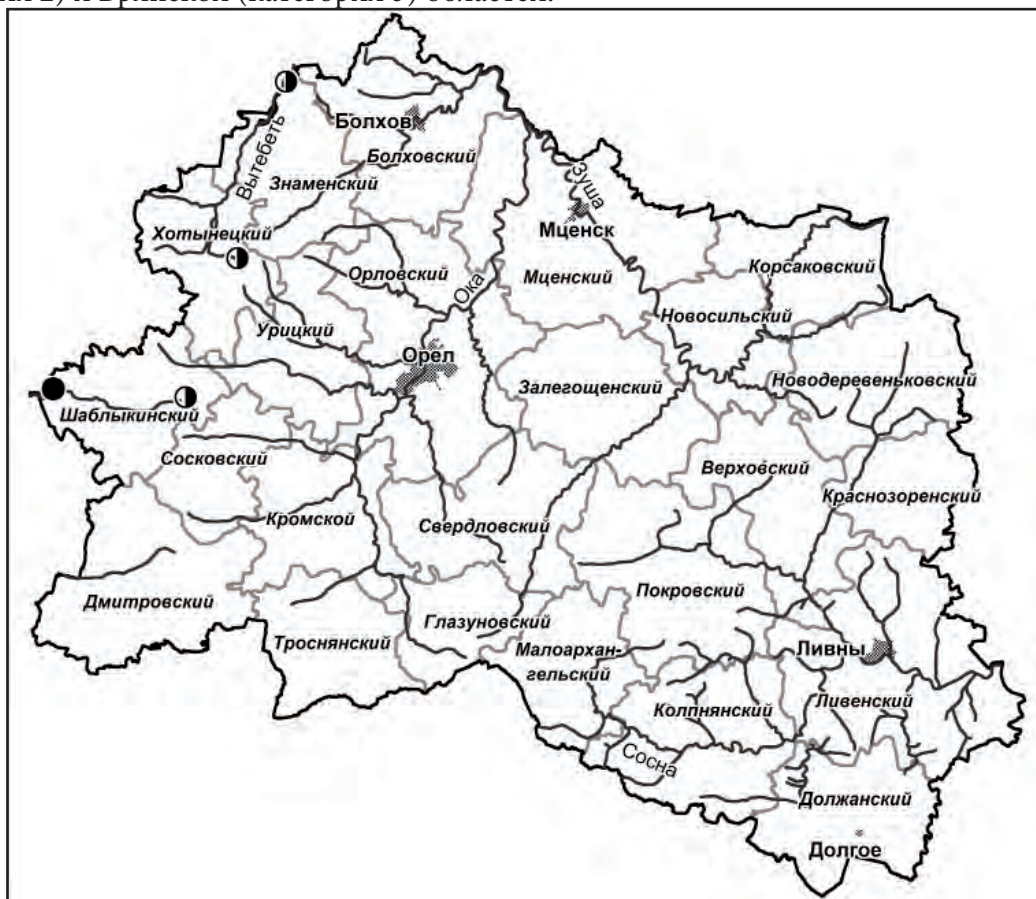 Болхов
Болховский
Вытебеть
Знаменский
Зуша
Хотынецкий
Мценск
Орловский
Ока
Мценский
Корсаковский
Новосильский
Урицкий
Орел
Залегощенский
Новодеревеньковский
Шаблыкинский
Сосковский
Верховский
Краснозоренский
Кромской
Свердловский
Дмитровский
Покровский
Глазуновский
Троснянский
Малоархан-
гельский
Ливны
Колпнянский
Ливенский
Сосна
Должанский
Долгое